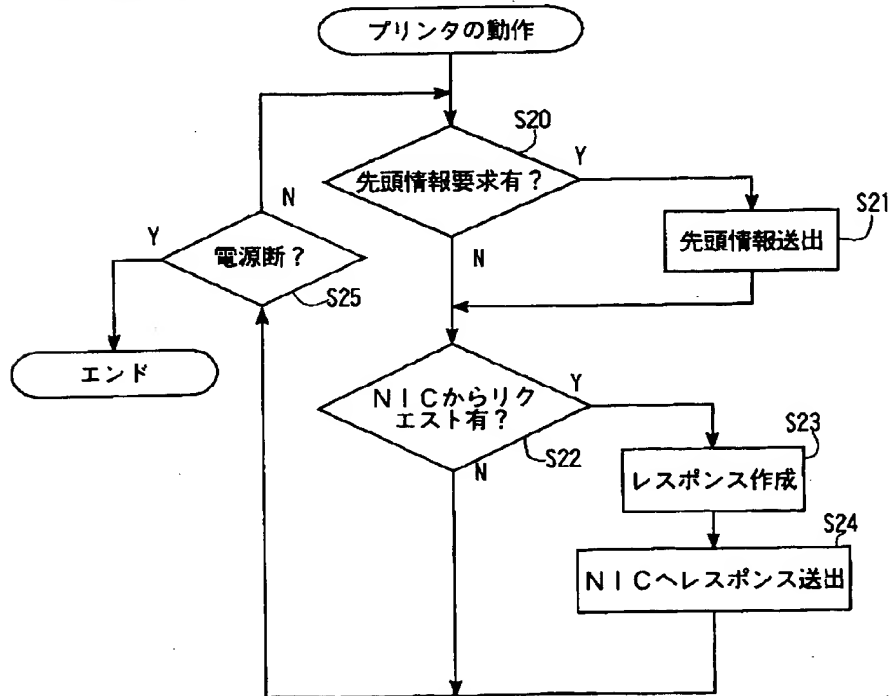 プリンタの動作
S20
先頭情報要求有？
Y
N
S21
先頭情報送出
電源断？
N
Y
S25
エンド
NICからリク
エスト有？
Y
N
S22
S23
レスポンス作成
S24
NICへレスポンス送出